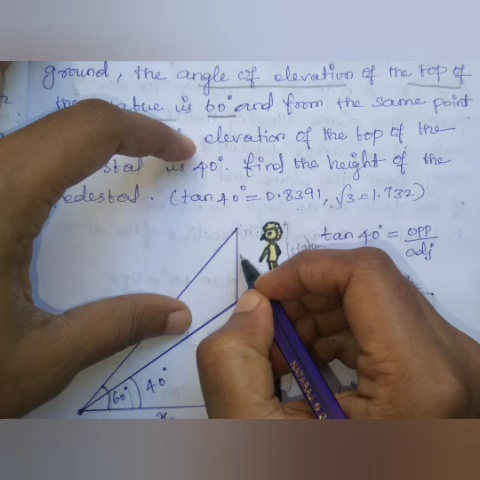 ground, the angle of elevation of the top of
the statue is 60° and from the same point
elevation of the top of the
is 40°. find the height of the
pedestal. (tan 40° = 0.8391, √3 = 1.732)
tan 40° = opp
adj
60°
40°
x
NATARAJ